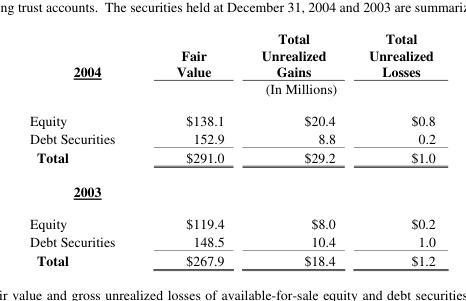 ng trust accounts. The securities held at December 31, 2004 and 2003 are summariz
Total Total
Fair Unrealized Unrealized
2004 Value Gains Losses
(In Millions)
Equity $138.1 $20.4 $0.8
Debt Securities 152.9 8.8 0.2
Total $291.0 $29.2 $1.0
2003
Equity $119.4 $8.0 $0.2
Debt Securities 148.5 10.4 1.0
Total $267.9 $18.4 $1.2
ir value and gross unrealized losses of available-for-sale equity and debt securities